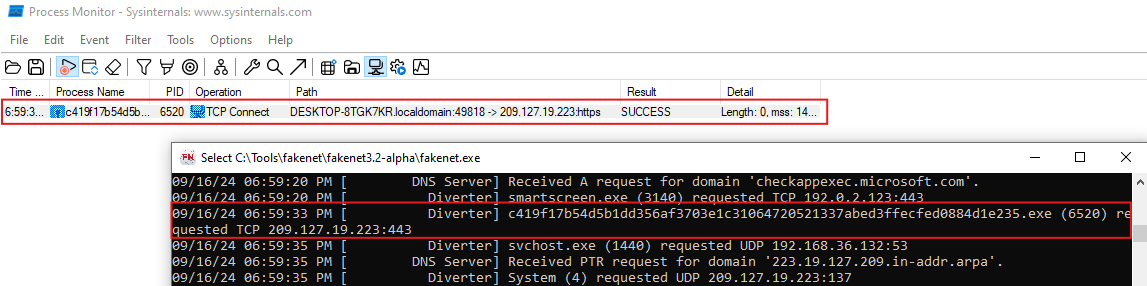 Process Monitor - Sysinternals: www.sysinternals.com
File Edit Event Filter Tools Options Help
Time ... Process Name PID Operation Path Result Detail
6:59:3... c419f17b54d5b... 6520 TCP Connect DESKTOP-8TGK7KR.localdomain:49818 -> 209.127.19.223:https SUCCESS Length: 0, mss: 14...
FN Select C:\Tools\fakenet\fakenet3.2-alpha\fakenet.exe
09/16/24 06:59:20 PM [ DNS Server] Received A request for domain 'checkappexec.microsoft.com'.
09/16/24 06:59:20 PM [ Diverter] smartscreen.exe (3140) requested TCP 192.0.2.123:443
09/16/24 06:59:33 PM [ Diverter] c419f17b54d5b1dd356af3703e1c31064720521337abed3ffecfed0884d1e235.exe (6520) re
quested TCP 209.127.19.223:443
09/16/24 06:59:35 PM [ Diverter] svchost.exe (1440) requested UDP 192.168.36.132:53
09/16/24 06:59:35 PM [ DNS Server] Received PTR request for domain '223.19.127.209.in-addr.arpa'.
09/16/24 06:59:35 PM [ Diverter] System (4) requested UDP 209.127.19.223:137